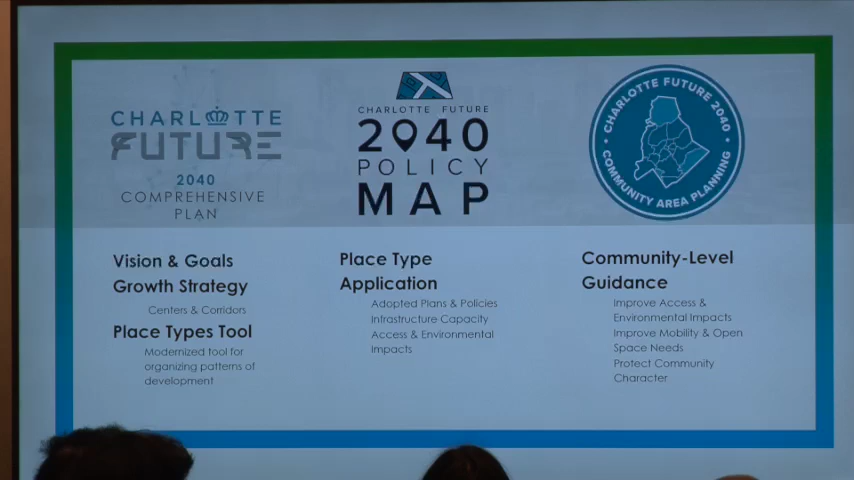 CHARLOTTE
FUTURE
2040
COMPREHENSIVE
PLAN
Vision & Goals
Growth Strategy
Centers & Corridors
Place Types Tool
Modernized tool for
organizing patterns of
development
CHARLOTTE FUTURE
2040
POLICY
MAP
Place Type
Application
Adopted Plans & Policies
Infrastructure Capacity
Access & Environmental
Impacts
CHARLOTTE FUTURE 2040
COMMUNITY AREA PLANNING
Community-Level
Guidance
Improve Access &
Environmental Impacts
Improve Mobility & Open
Space Needs
Protect Community
Character